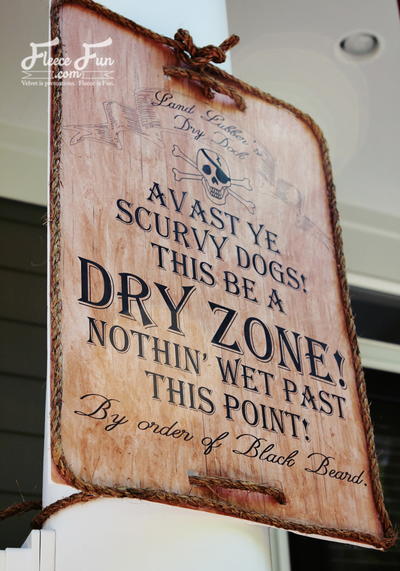 Fleece Fun
.com
Velvet is pretentious. Fleece is Fun.
Land Lubber's
Dry Dock
AVAST YE
SCURVY DOGS!
THIS BE A
DRY ZONE!
NOTHIN' WET PAST
THIS POINT!
By order of Black Beard.